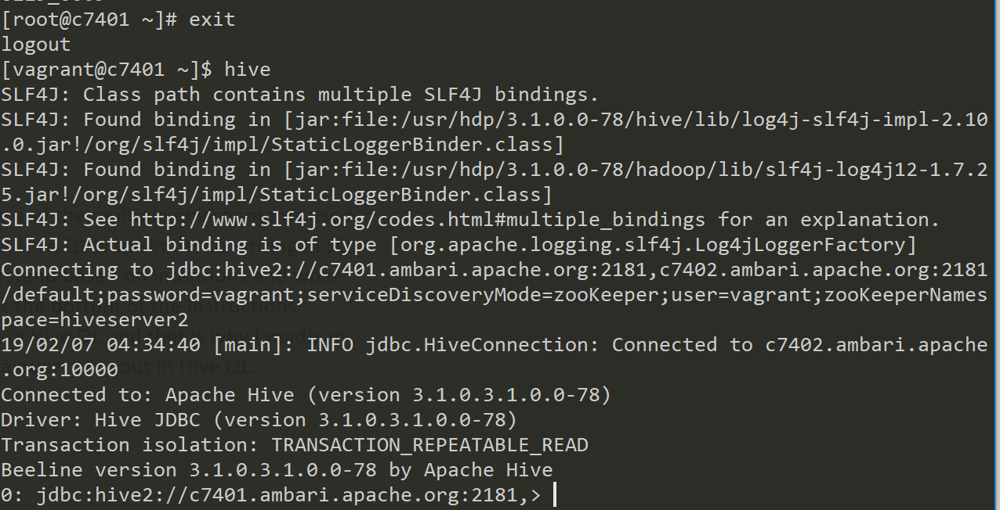 [root@c7401 ~]# exit
logout
[vagrant@c7401 ~]$ hive
SLF4J: Class path contains multiple SLF4J bindings.
SLF4J: Found binding in [jar:file:/usr/hdp/3.1.0.0-78/hive/lib/log4j-slf4j-impl-2.10
.0.jar!/org/slf4j/impl/StaticLoggerBinder.class]
SLF4J: Found binding in [jar:file:/usr/hdp/3.1.0.0-78/hadoop/lib/slf4j-log4j12-1.7.2
5.jar!/org/slf4j/impl/StaticLoggerBinder.class]
SLF4J: See http://www.slf4j.org/codes.html#multiple_bindings for an explanation.
SLF4J: Actual binding is of type [org.apache.logging.slf4j.Log4jLoggerFactory]
Connecting to jdbc:hive2://c7401.ambari.apache.org:2181,c7402.ambari.apache.org:2181
/default;password=vagrant;serviceDiscoveryMode=zooKeeper;user=vagrant;zooKeeperNames
pace=hiveserver2
19/02/07 04:34:40 [main]: INFO jdbc.HiveConnection: Connected to c7402.ambari.apache
.org:10000
Connected to: Apache Hive (version 3.1.0.3.1.0.0-78)
Driver: Hive JDBC (version 3.1.0.3.1.0.0-78)
Transaction isolation: TRANSACTION_REPEATABLE_READ
Beeline version 3.1.0.3.1.0.0-78 by Apache Hive
0: jdbc:hive2://c7401.ambari.apache.org:2181,>